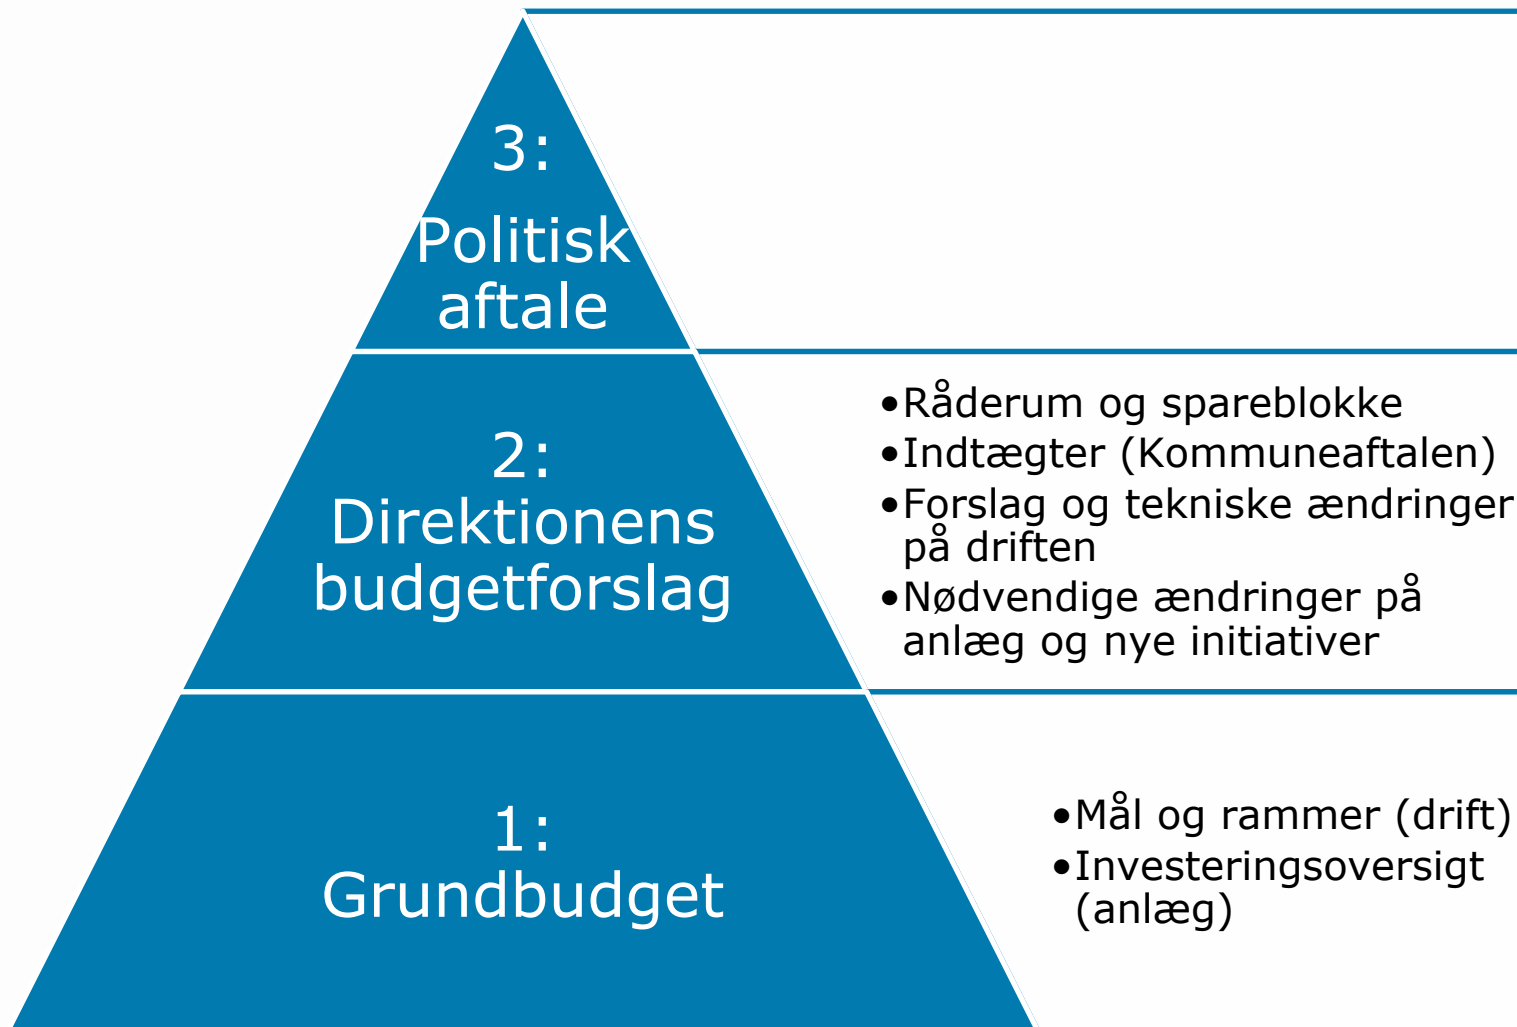 3:
Politisk
aftale
2:
Direktionens
budgetforslag
•Råderum og spareblokke
•Indtægter (Kommuneaftalen)
•Forslag og tekniske ændringer
på driften
•Nødvendige ændringer på
anlæg og nye initiativer
1:
Grundbudget
•Mål og rammer (drift)
•Investeringsoversigt
(anlæg)